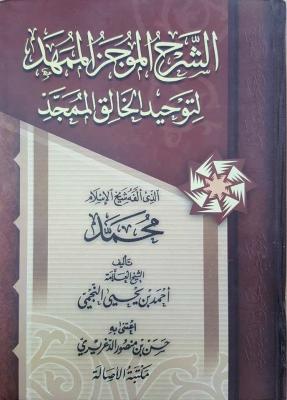 الشرح الموجز الممهد
لتوحيد الخالق الممجد
الذي ألفه شيخ الإسلام
محمد
تأليف
الشيخ العلامة
أحمد بن يحيى النجمي
اعتنى به
حسن بن منصور الدغريري
مكتبة الأصالة